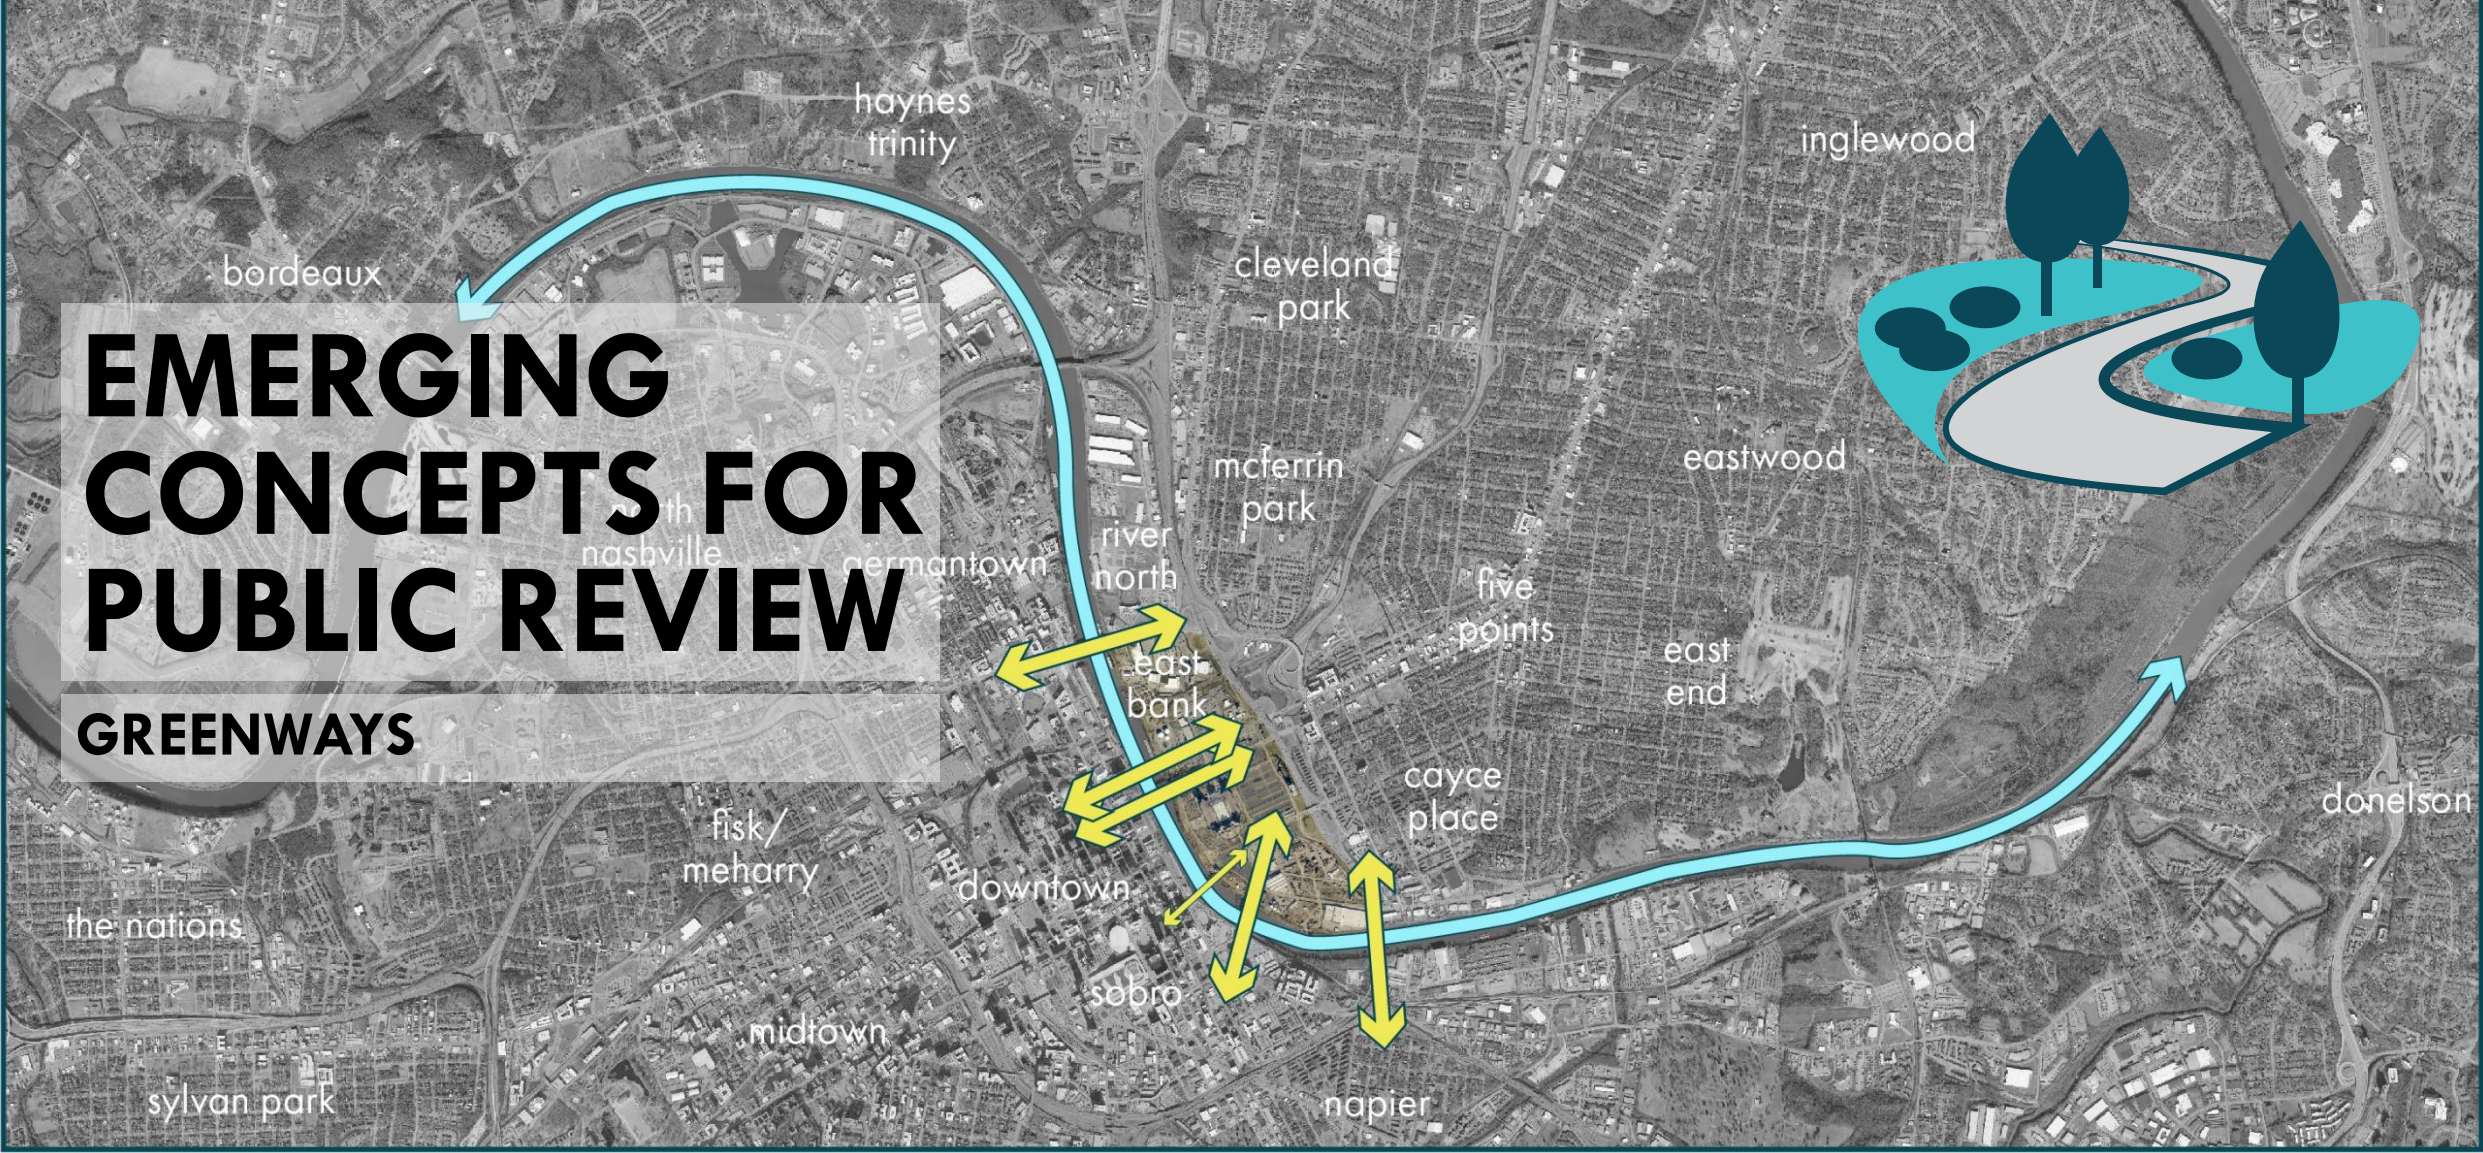 haynes
trinity
inglewood
bordeaux
cleveland
park
EMERGING
CONCEPTS FOR
PUBLIC REVIEW
GREENWAYS
mcferrin
park
eastwood
north
nashville
germantown
river
north
five
points
east
bank
east
end
cayce
place
donelson
fisk/
meharry
downtown
the nations
sobro
midtown
sylvan park
napier